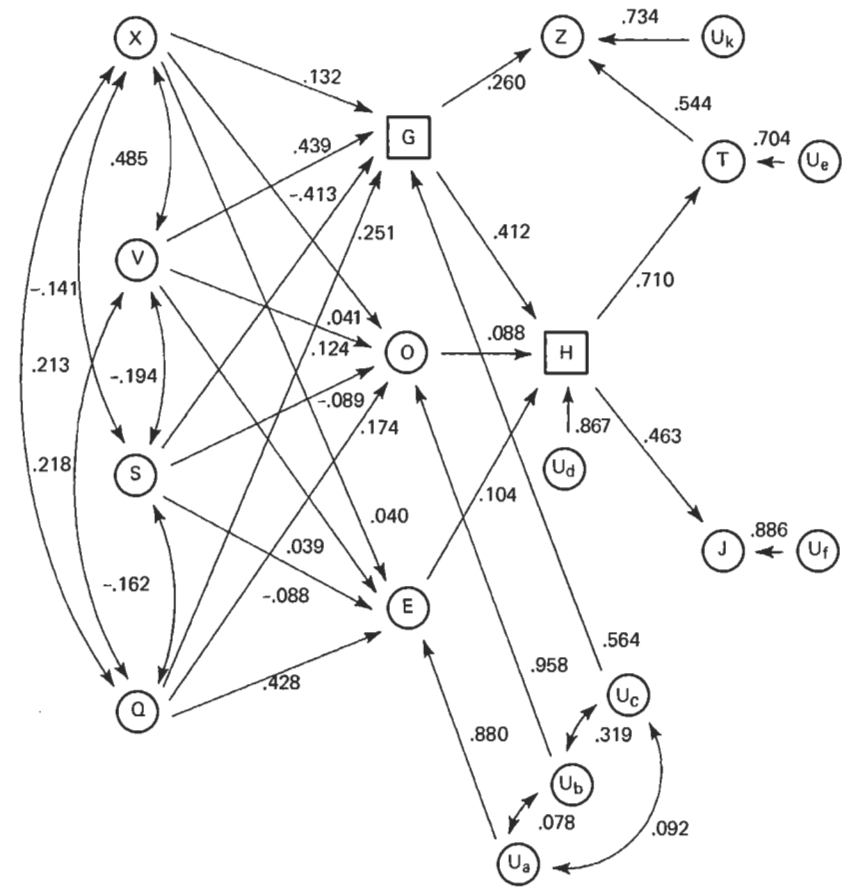 X
Z
.734
Uk
.132
.260
G
.544
.704
T
Ue
.485
.439
-.413
V
.251
.412
.710
-.141
.041
.088
.124
O
H
.213
-.194
-.089
.174
.867
.463
.218
S
Ud
.104
.040
.886
.039
J
Uf
-.162
-.088
E
.564
.428
.958
Q
Uc
.880
.319
Ub
.078
.092
Ua